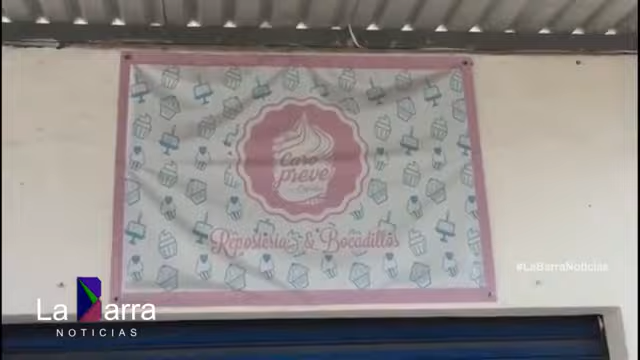 Caro
preve
Repostería & Bocadillos
#LaBarraNoticias
La Barra
NOTICIAS